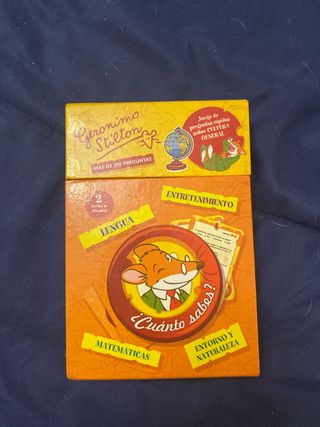 Geronimo
Stilton
MÁS DE 250 PREGUNTAS
Juego de
preguntas rápidas
sobre CULTURA
GENERAL
2
ENTRETENIMIENTO
LENGUA
¿Cuánto sabes?
MATEMÁTICAS
ENTORNO Y
NATURALEZA